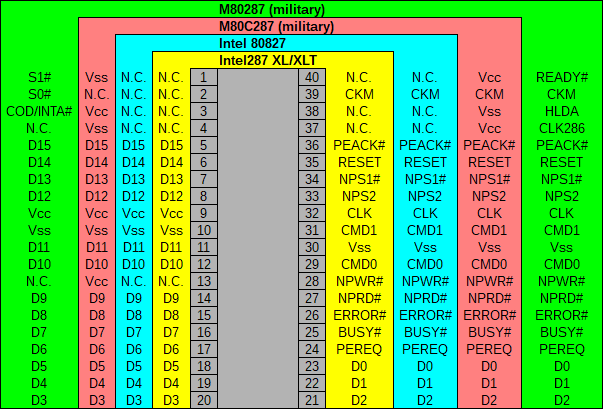 M80287 (military)
M80C287 (military)
Intel 80827
Intel287 XL/XLT
S1# Vss N.C. N.C. 1 40 N.C. N.C. Vcc READY#
S0# N.C. N.C. N.C. 2 39 CKM CKM CKM CKM
COD/INTA# Vcc N.C. N.C. 3 38 N.C. N.C. Vss HLDA
N.C. Vss N.C. N.C. 4 37 N.C. N.C. Vcc CLK286
D15 D15 D15 D15 5 36 PEACK# PEACK# PEACK# PEACK#
D14 D14 D14 D14 6 35 RESET RESET RESET RESET
D13 D13 D13 D13 7 34 NPS1# NPS1# NPS1# NPS1#
D12 D12 D12 D12 8 33 NPS2 NPS2 NPS2 NPS2
Vcc Vcc Vcc Vcc 9 32 CLK CLK CLK CLK
Vss Vss Vss Vss 10 31 CMD1 CMD1 CMD1 CMD1
D11 D11 D11 D11 11 30 Vss Vss Vss Vss
D10 D10 D10 D10 12 29 CMD0 CMD0 CMD0 CMD0
N.C. Vcc N.C. N.C. 13 28 NPWR# NPWR# NPWR# NPWR#
D9 D9 D9 D9 14 27 NPRD# NPRD# NPRD# NPRD#
D8 D8 D8 D8 15 26 ERROR# ERROR# ERROR# ERROR#
D7 D7 D7 D7 16 25 BUSY# BUSY# BUSY# BUSY#
D6 D6 D6 D6 17 24 PEREQ PEREQ PEREQ PEREQ
D5 D5 D5 D5 18 23 D0 D0 D0 D0
D4 D4 D4 D4 19 22 D1 D1 D1 D1
D3 D3 D3 D3 20 21 D2 D2 D2 D2